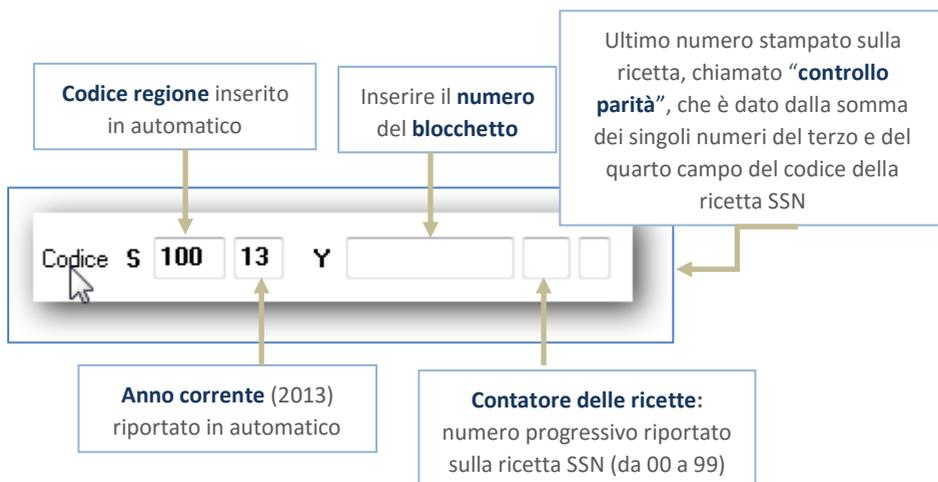 Ultimo numero stampato sulla
ricetta, chiamato “controllo
parità”, che è dato dalla somma
dei singoli numeri del terzo e del
quarto campo del codice della
ricetta SSN
Codice regione inserito
in automatico
Inserire il numero
del blocchetto
Codice S 100 13 Y
Anno corrente (2013)
riportato in automatico
Contatore delle ricette:
numero progressivo riportato
sulla ricetta SSN (da 00 a 99)